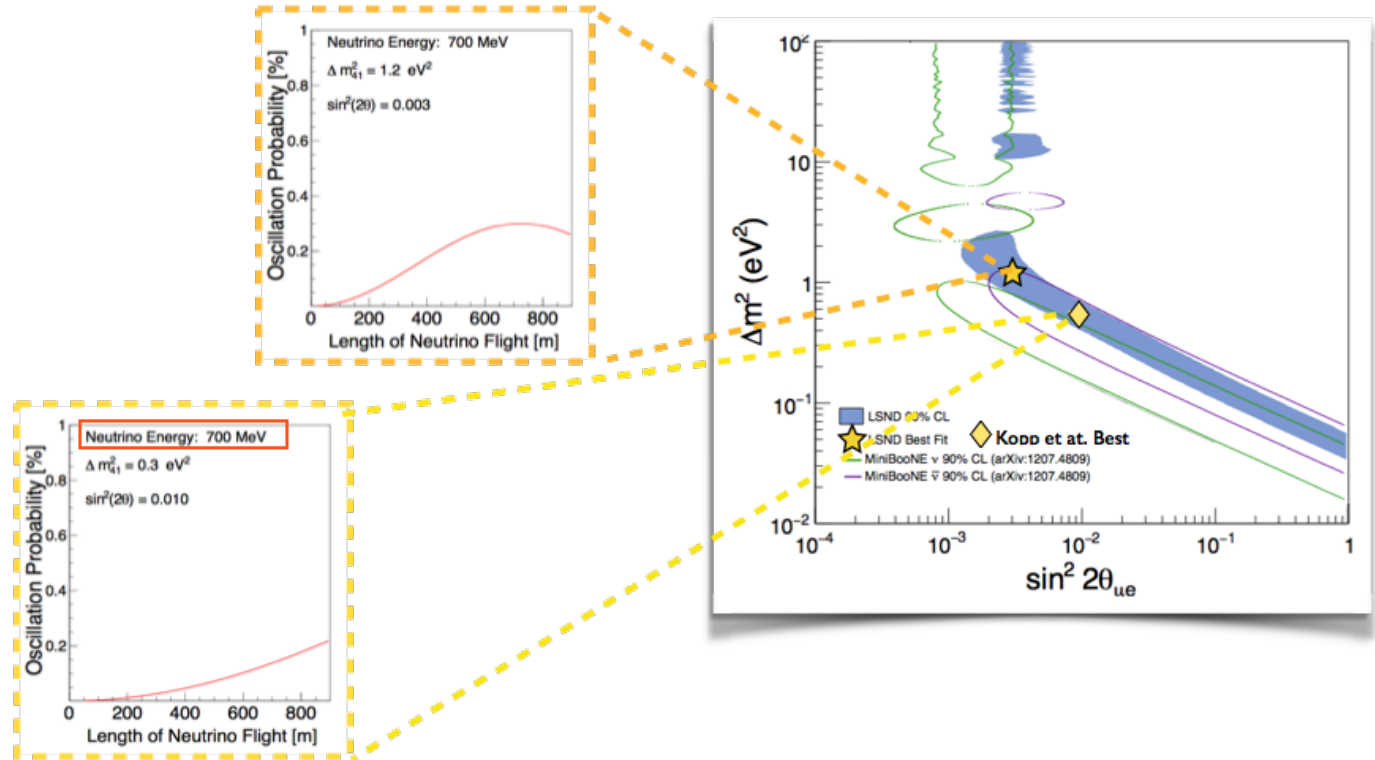 Neutrino Energy: 700 MeV
Δ m²₄₁ = 1.2 eV²
sin²(2θ) = 0.003
Oscillation Probability [%]
1
0.8
0.6
0.4
0.2
0 200 400 600 800
Length of Neutrino Flight [m]
Neutrino Energy: 700 MeV
Δ m²₄₁ = 0.3 eV²
sin²(2θ) = 0.010
Oscillation Probability [%]
1
0.8
0.6
0.4
0.2
0 200 400 600 800
Length of Neutrino Flight [m]
Δm² (eV²)
10²
10
1
10⁻¹
10⁻²
LSND 90% CL
LSND Best Fit
Kopp et at. Best
MiniBooNE ν 90% CL (arXiv:1207.4809)
MiniBooNE ν̅ 90% CL (arXiv:1207.4809)
10⁻⁴ 10⁻³ 10⁻² 10⁻¹ 1
sin² 2θμe